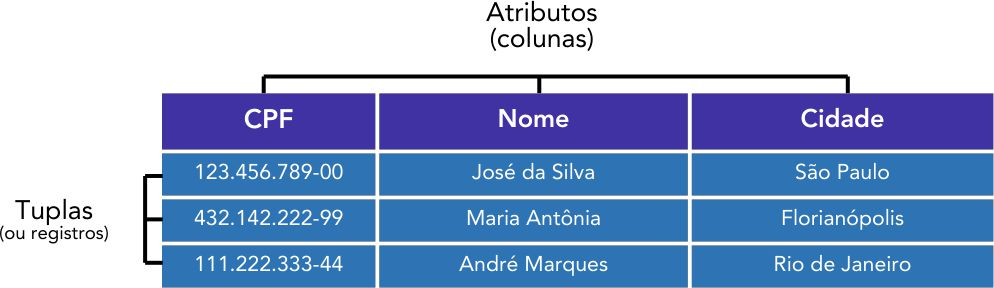 Atributos
(colunas)
CPF Nome Cidade
123.456.789-00 José da Silva São Paulo
Tuplas
(ou registros)
432.142.222-99 Maria Antônia Florianópolis
111.222.333-44 André Marques Rio de Janeiro